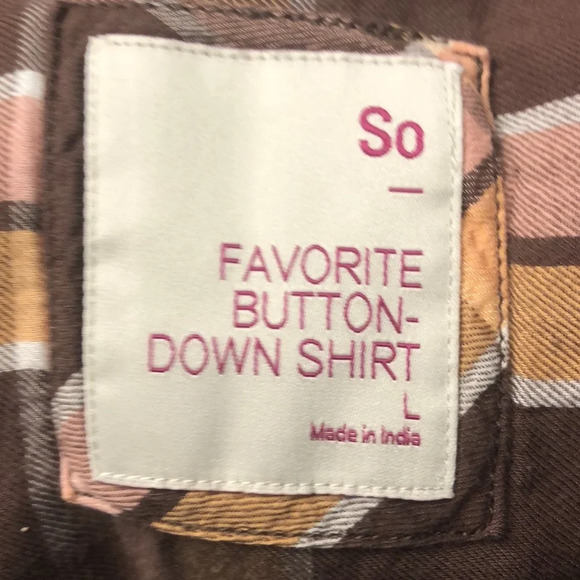 So
FAVORITE
BUTTON-
DOWN SHIRT
L
Made in India